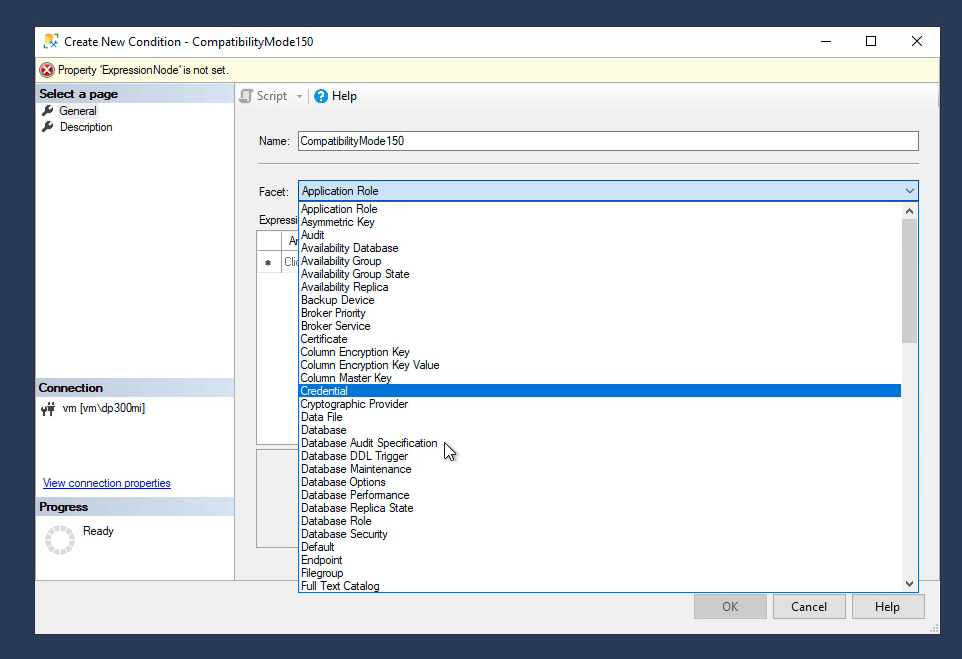 Create New Condition - CompatibilityMode150
Property 'ExpressionNode' is not set.
Select a page
General
Description
Script
Help
Name:
CompatibilityMode150
Facet:
Application Role
Expressi
Ar
Clic
Application Role
Asymmetric Key
Audit
Availability Database
Availability Group
Availability Group State
Availability Replica
Backup Device
Broker Priority
Broker Service
Certificate
Column Encryption Key
Column Encryption Key Value
Column Master Key
Credential
Cryptographic Provider
Data File
Database
Database Audit Specification
Database DDL Trigger
Database Maintenance
Database Options
Database Performance
Database Replica State
Database Role
Database Security
Default
Endpoint
Filegroup
Full Text Catalog
Connection
vm [vm\dp300mi]
View connection properties
Progress
Ready
OK
Cancel
Help